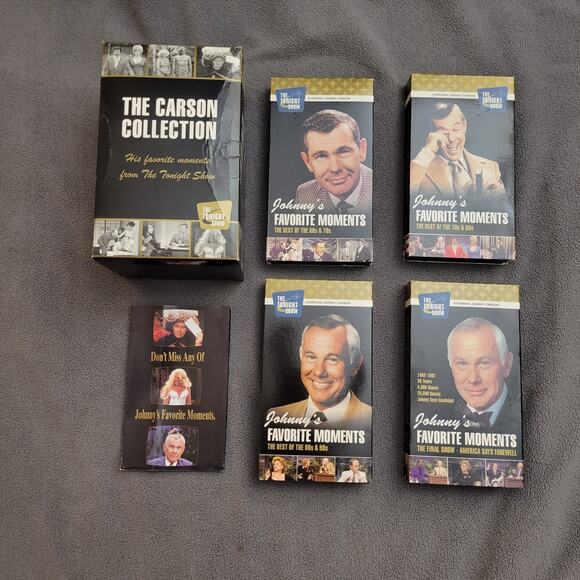 THE CARSON
COLLECTION
His favorite moments
from The Tonight Show
THE
TONIGHT
SHOW
THE
TONIGHT
SHOW
STARRING JOHNNY CARSON
Johnny's
FAVORITE MOMENTS
THE BEST OF THE 60s & 70s
STARRING JOHNNY CARSON
THE
TONIGHT
SHOW
Johnny's
FAVORITE MOMENTS
THE BEST OF THE 70s & 80s
Don't Miss Any Of
Johnny's Favorite Moments.
THE
TONIGHT
SHOW
STARRING JOHNNY CARSON
Johnny's
FAVORITE MOMENTS
THE BEST OF THE 80s & 90s
THE
TONIGHT
SHOW
STARRING JOHNNY CARSON
1962-1992
30 Years
4,000 Shows
25,000 Guests
Johnny Says Goodnight
Johnny's
FAVORITE MOMENTS
THE FINAL SHOW - AMERICA SAYS FAREWELL